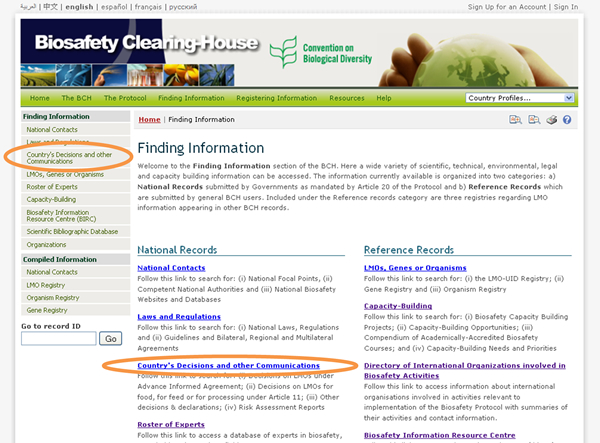 العربية | 中文 | english | español | français | русский
Sign Up for an Account | Sign In
Biosafety Clearing-House
Convention on
Biological Diversity
Home The BCH The Protocol Finding Information Registering Information Resources Help
Country Profiles...
Finding Information
National Contacts
Laws and Regulations
Country's Decisions and other
Communications
LMOs, Genes or Organisms
Roster of Experts
Capacity-Building
Biosafety Information
Resource Centre (BIRC)
Scientific Bibliographic Database
Organizations
Compiled Information
National Contacts
LMO Registry
Organism Registry
Gene Registry
Go to record ID
Go
Home | Finding Information
Finding Information
Welcome to the Finding Information section of the BCH. Here a wide variety of scientific, technical, environmental, legal
and capacity building information can be accessed. The information currently available is organized into two categories: a)
National Records submitted by Governments as mandated by Article 20 of the Protocol and b) Reference Records which
are submitted by general BCH users. Included under the Reference records category are three registries regarding LMO
information appearing in other BCH records.
National Records
National Contacts
Follow this link to search for: (i) National Focal Points, (ii)
Competent National Authorities and (iii) National Biosafety
Websites and Databases
Laws and Regulations
Follow this link to search for: (i) National Laws, Regulations
and (ii) Guidelines and Bilateral, Regional and Multilateral
Agreements
Country's Decisions and other Communications
Follow this link to search for: (i) Decisions on LMOs under
Advance Informed Agreement; (ii) Decisions on LMOs for
food, for feed or for processing under Article 11; (iii) Other
decisions & declarations; (iv) Risk Assessment Reports
Roster of Experts
Follow this link to access a database of experts in biosafety,
Reference Records
LMOs, Genes or Organisms
Follow this link to search for: (i) the LMO-UID Registry; (ii)
Gene Registry and (iii) Organism Registry
Capacity-Building
Follow this link to search for: (i) Biosafety Capacity Building
Projects; (ii) Capacity-Building Opportunities; (iii)
Compendium of Academically-Accredited Biosafety
Courses; and (iv) Capacity-Building Needs and Priorities
Directory of International Organizations involved in
Biosafety Activities
Follow this link to access information about international
organisations involved in activities relevant to
implementation of the Biosafety Protocol with summaries of
their activities and contact information.
Biosafety Information Resource Centre